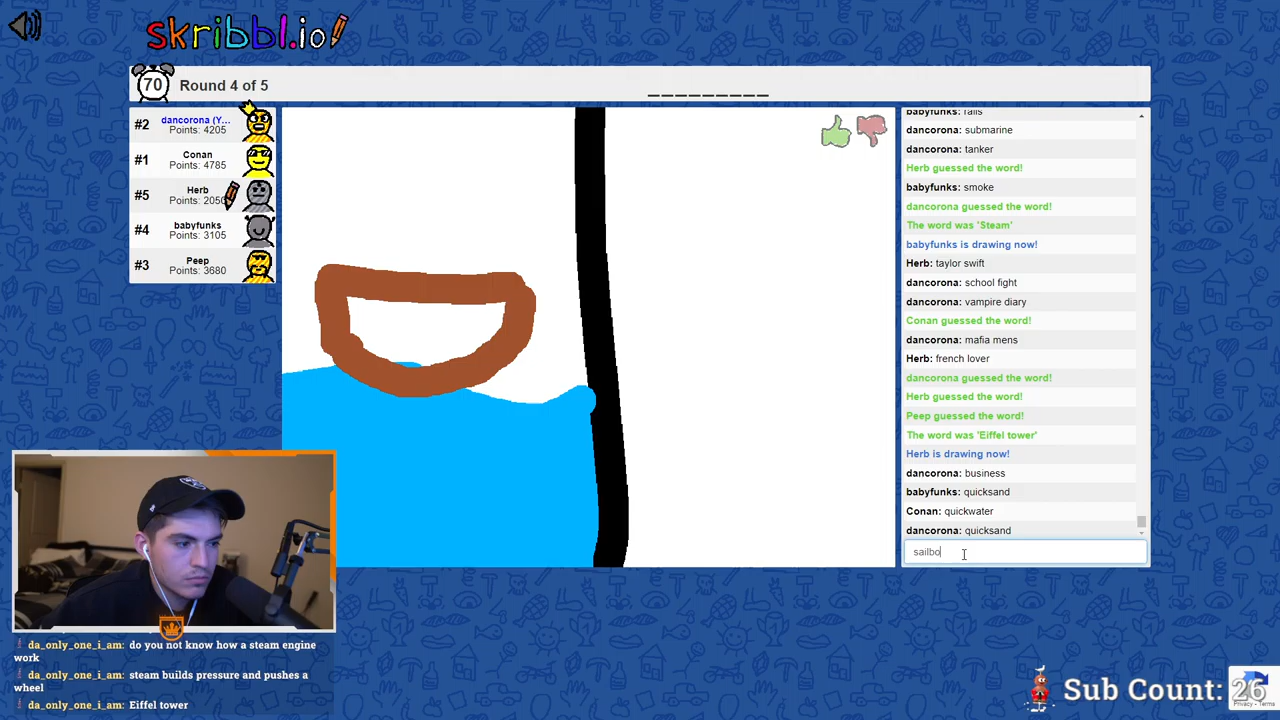 skribbl.io
70
Round 4 of 5
_ _ _ _ _ _ _ _ _
#2 dancorona (Y...
Points: 4205
#1 Conan
Points: 4785
#5 Herb
Points: 2050
#4 babyfunks
Points: 3105
#3 Peep
Points: 3680
babyfunks: falls
dancorona: submarine
dancorona: tanker
Herb guessed the word!
babyfunks: smoke
dancorona guessed the word!
The word was 'Steam'
babyfunks is drawing now!
Herb: taylor swift
dancorona: school fight
dancorona: vampire diary
Conan guessed the word!
dancorona: mafia mens
Herb: french lover
dancorona guessed the word!
Herb guessed the word!
Peep guessed the word!
The word was 'Eiffel tower'
Herb is drawing now!
dancorona: business
babyfunks: quicksand
Conan: quickwater
dancorona: quicksand
sailbo
da_only_one_i_am: do you not know how a steam engine
work
da_only_one_i_am: steam builds pressure and pushes a
wheel
da_only_one_i_am: Eiffel tower
Sub Count: 26
Privacy - Terms